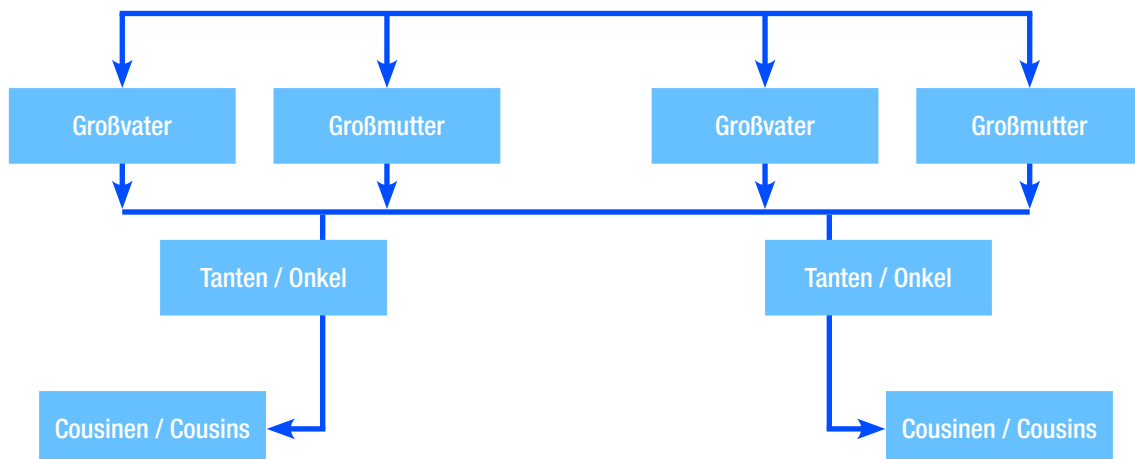 Großvater
Großmutter
Großvater
Großmutter
Tanten / Onkel
Tanten / Onkel
Cousinen / Cousins
Cousinen / Cousins